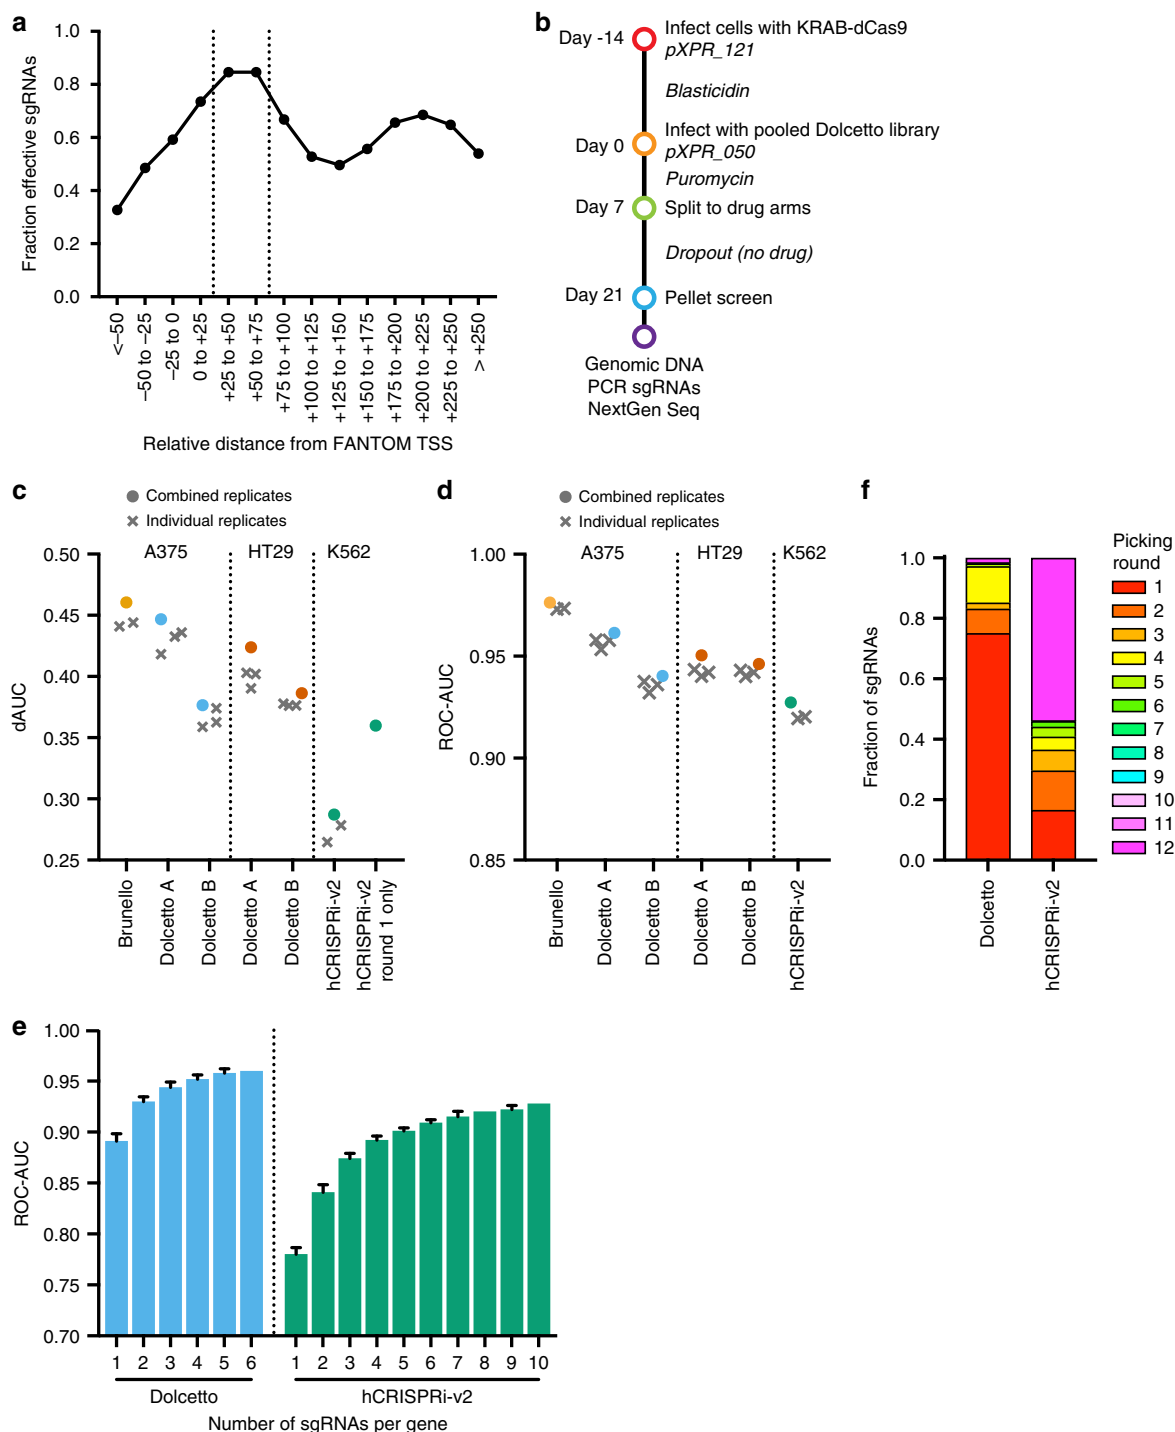 a
1.0
0.8
0.6
0.4
0.2
0.0
Fraction effective sgRNAs
<–50
–50 to –25
–25 to 0
0 to +25
+25 to +50
+50 to +75
+75 to +100
+100 to +125
+125 to +150
+150 to +175
+175 to +200
+200 to +225
+225 to +250
> +250
Relative distance from FANTOM TSS
b
Day -14
Infect cells with KRAB-dCas9
pXPR_121
Blasticidin
Day 0
Infect with pooled Dolcetto library
pXPR_050
Puromycin
Day 7
Split to drug arms
Dropout (no drug)
Day 21
Pellet screen
Genomic DNA
PCR sgRNAs
NextGen Seq
c
Combined replicates
Individual replicates
A375
HT29
K562
0.50
0.45
0.40
0.35
0.30
0.25
dAUC
Brunello
Dolcetto A
Dolcetto B
Dolcetto A
Dolcetto B
hCRISPRi-v2
hCRISPRi-v2
round 1 only
d
Combined replicates
Individual replicates
A375
HT29
K562
1.00
0.95
0.90
0.85
ROC-AUC
Brunello
Dolcetto A
Dolcetto B
Dolcetto A
Dolcetto B
hCRISPRi-v2
f
1.0
0.8
0.6
0.4
0.2
0.0
Fraction of sgRNAs
Dolcetto
hCRISPRi-v2
Picking
round
1
2
3
4
5
6
7
8
9
10
11
12
e
1.00
0.95
0.90
0.85
0.80
0.75
0.70
ROC-AUC
1 2 3 4 5 6
1 2 3 4 5 6 7 8 9 10
Dolcetto
hCRISPRi-v2
Number of sgRNAs per gene